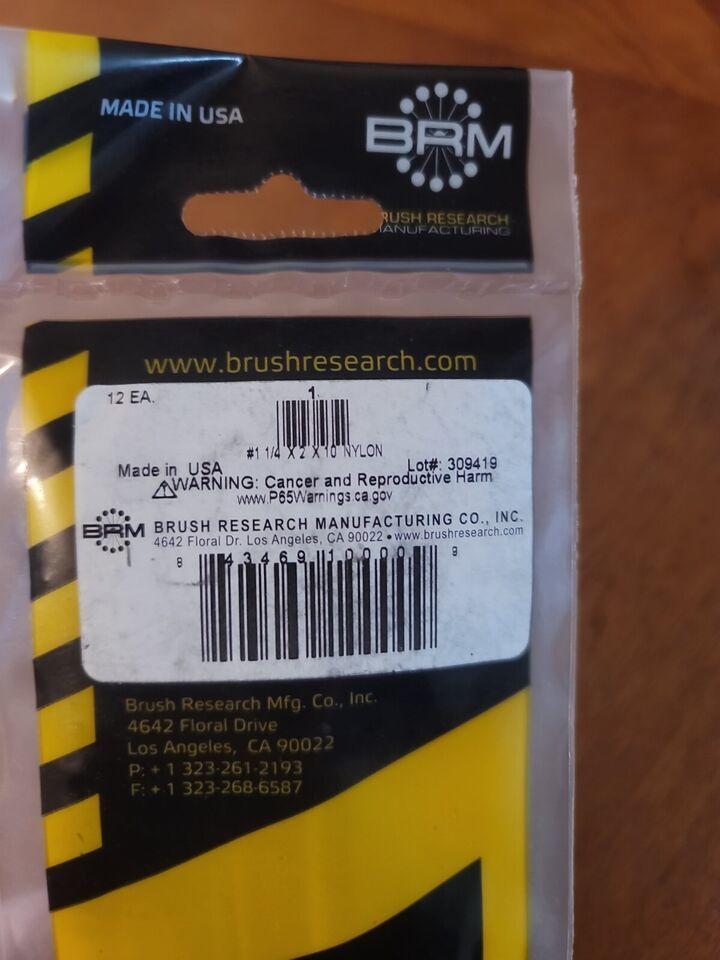 MADE IN USA
BRM
BRUSH RESEARCH
MANUFACTURING
www.brushresearch.com
12 EA.
1
#1 1/4 X 2 X 10 NYLON
Made in USA
Lot#: 309419
WARNING: Cancer and Reproductive Harm
www.P65Warnings.ca.gov
BRM
BRUSH RESEARCH MANUFACTURING CO., INC.
4642 Floral Dr. Los Angeles, CA 90022 • www.brushresearch.com
8 43469 10000 9
Brush Research Mfg. Co., Inc.
4642 Floral Drive
Los Angeles, CA 90022
P: + 1 323-261-2193
F: + 1 323-268-6587